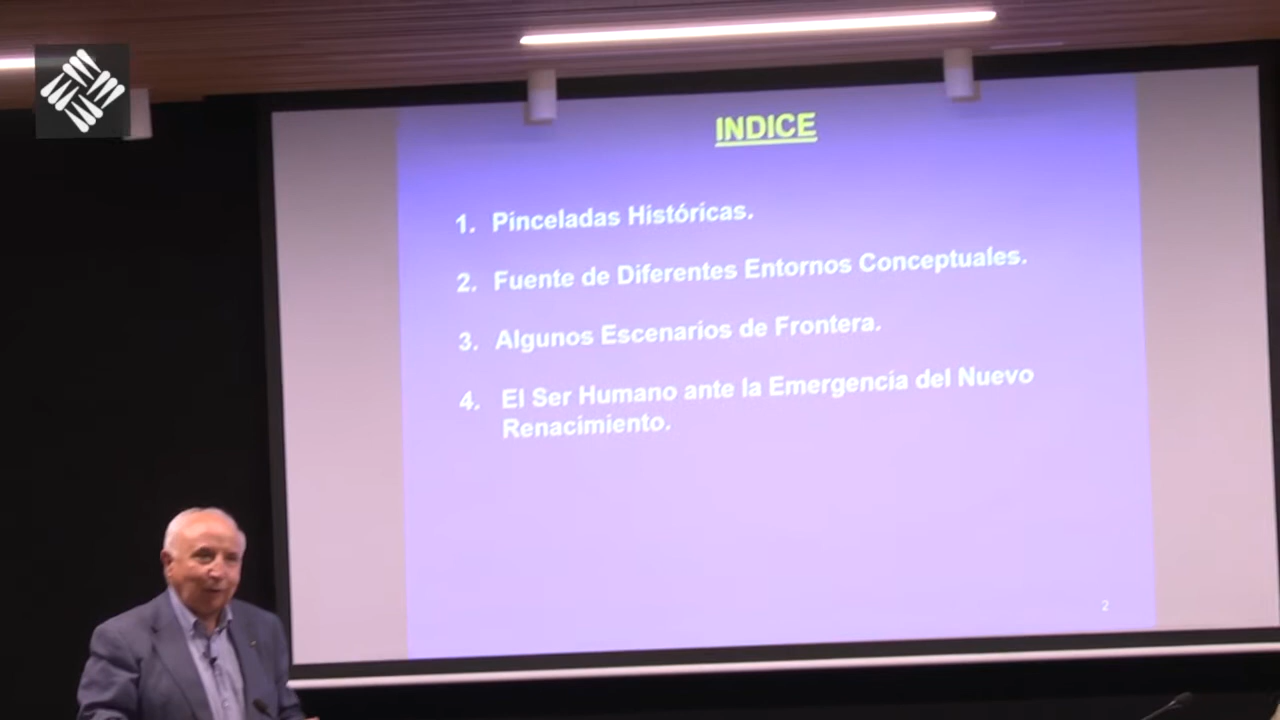 INDICE
1. Pinceladas Históricas.
2. Fuente de Diferentes Entornos Conceptuales.
3. Algunos Escenarios de Frontera.
4. El Ser Humano ante la Emergencia del Nuevo
Renacimiento.
2